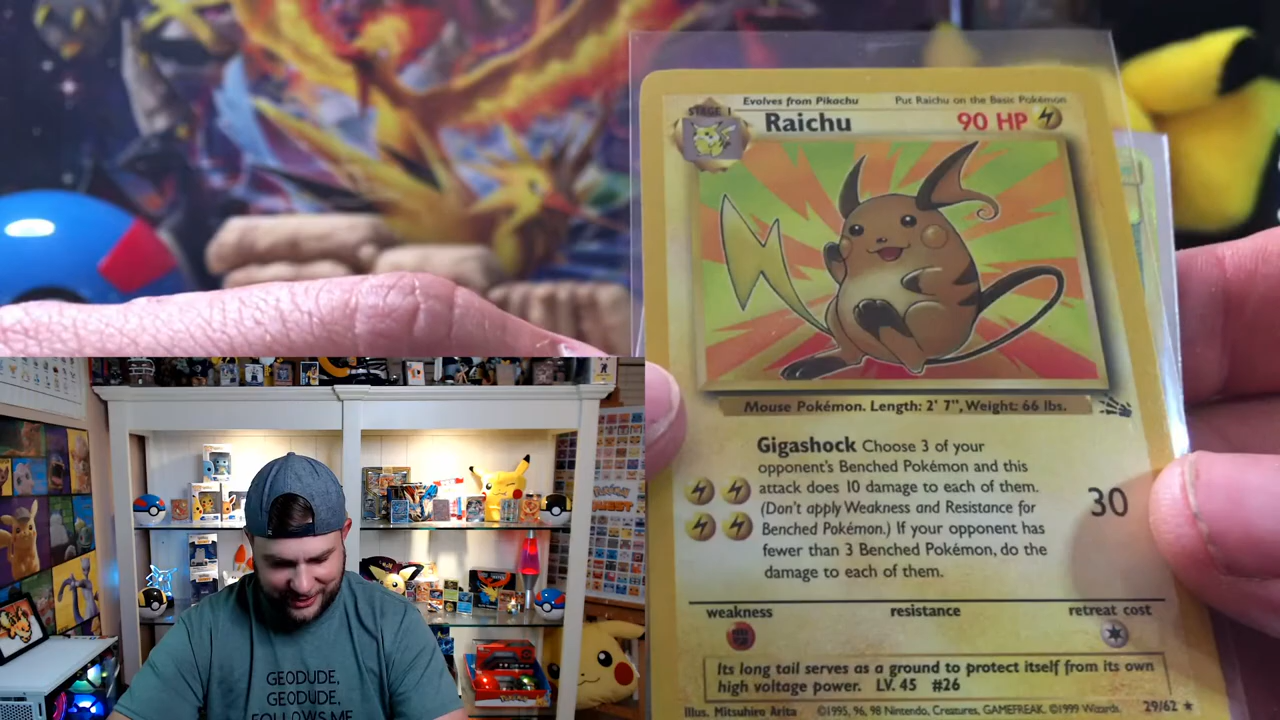 Evolves from Pikachu Put Raichu on the Basic Pokémon
STAGE 1
Raichu 90 HP
Mouse Pokémon. Length: 2' 7", Weight: 66 lbs.
Gigashock Choose 3 of your
opponent's Benched Pokémon and this
attack does 10 damage to each of them.
(Don't apply Weakness and Resistance for
Benched Pokémon.) If your opponent has
fewer than 3 Benched Pokémon, do the
damage to each of them.
30
weakness resistance retreat cost
Its long tail serves as a ground to protect itself from its own
high voltage power. LV. 45 #26
Illus. Mitsuhiro Arita ©1995, 96, 98 Nintendo, Creatures, GAMEFREAK. ©1999 Wizards. 29/62 ★
GEODUDE,
GEODUDE,
FOLLOWS ME